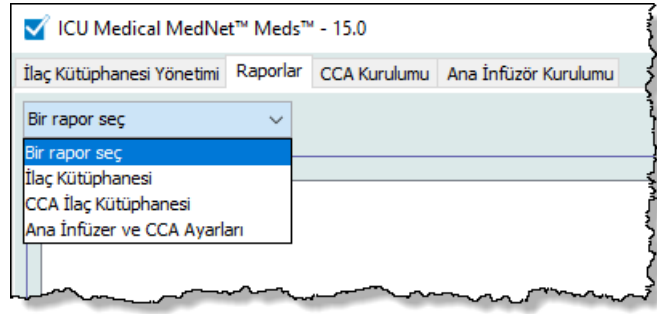 ICU Medical MedNet™ Meds™ - 15.0
İlaç Kütüphanesi Yönetimi Raporlar CCA Kurulumu Ana İnfüzör Kurulumu
Bir rapor seç
Bir rapor seç
İlaç Kütüphanesi
CCA İlaç Kütüphanesi
Ana İnfüzer ve CCA Ayarları